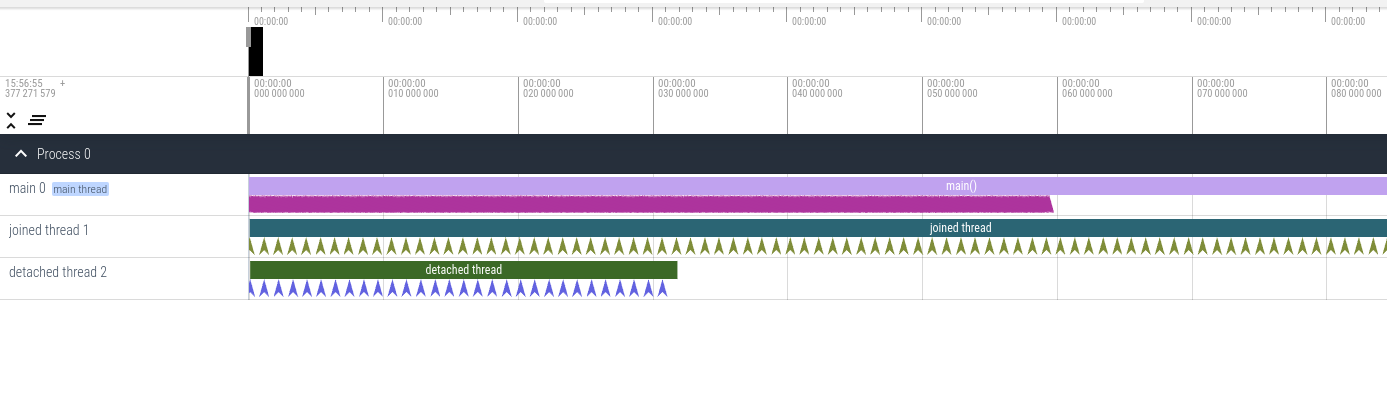 00:00:00 00:00:00 00:00:00 00:00:00 00:00:00 00:00:00 00:00:00 00:00:00 00:00:00
15:56:55 + 00:00:00 00:00:00 00:00:00 00:00:00 00:00:00 00:00:00 00:00:00 00:00:00 00:00:00
377 271 579 000 000 000 010 000 000 020 000 000 030 000 000 040 000 000 050 000 000 060 000 000 070 000 000 080 000 000
Process 0
main 0 main thread main()
joined thread 1 joined thread
detached thread 2 detached thread